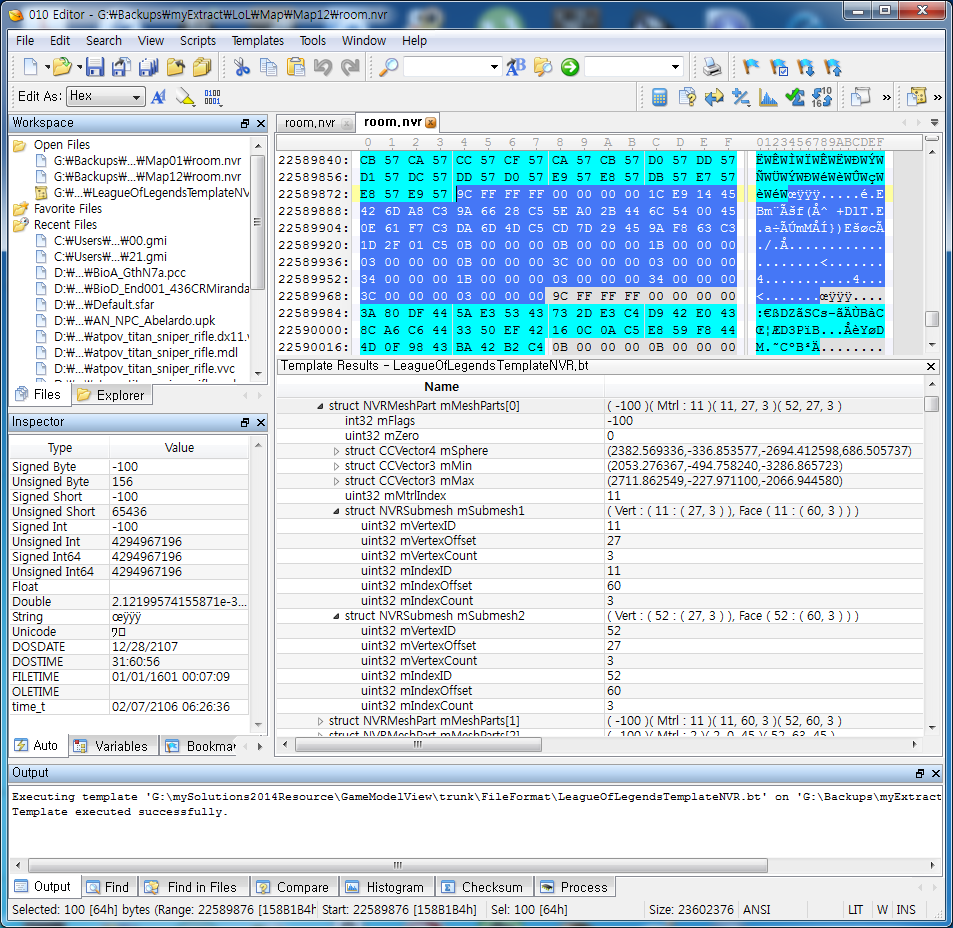 010 Editor - G:₩Backups₩myExtract₩LoL₩Map₩Map12₩room.nvr
File Edit Search View Scripts Templates Tools Window Help
Edit As: Hex
Workspace
Open Files
G:₩Backups₩...₩Map01₩room.nvr
G:₩Backups₩...₩Map12₩room.nvr
G:₩...₩LeagueOfLegendsTemplateNV
Favorite Files
Recent Files
C:₩Users₩...₩00.gmi
C:₩Users₩...₩21.gmi
D:₩...₩BioA_GthN7a.pcc
D:₩...₩BioD_End001_436CRMiranda
D:₩...₩Default.sfar
D:₩...₩AN_NPC_Abelardo.upk
D:₩...₩atpov_titan_sniper_rifle.dx11.v
D:₩...₩atpov_titan_sniper_rifle.mdl
D:₩...₩atpov_titan_sniper_rifle.vvc
Files Explorer
Inspector
Type Value
Signed Byte -100
Unsigned Byte 156
Signed Short -100
Unsigned Short 65436
Signed Int -100
Unsigned Int 4294967196
Signed Int64 4294967196
Unsigned Int64 4294967196
Float
Double 2.12199574155871e-3...
String œÿÿÿ
Unicode
DOSDATE 12/28/2107
DOSTIME 31:60:56
FILETIME 01/01/1601 00:07:09
OLETIME
time_t 02/07/2106 06:26:36
Auto Variables Bookmar
room.nvr room.nvr
0 1 2 3 4 5 6 7 8 9 A B C D E F 0123456789ABCDEF
22589840: CB 57 CA 57 CC 57 CF 57 CA 57 CB 57 D0 57 DD 57 ËWÊWÌWÏWÊWËWÐWÝW
22589856: D1 57 DC 57 DD 57 D0 57 E9 57 E8 57 DB 57 E7 57 ÑWÜWÝWÐWéWèWÛWçW
22589872: E8 57 E9 57 9C FF FF FF 00 00 00 00 1C E9 14 45 èWéWœÿÿÿ.....é.E
22589888: 42 6D A8 C3 9A 66 28 C5 5E A0 2B 44 6C 54 00 45 Bm¨Ãšf(Å^ +DlT.E
22589904: 0E 61 F7 C3 DA 6D 4D C5 CD 7D 29 45 9A F8 63 C3 .a÷ÃÚmMÅÍ})EšøcÃ
22589920: 1D 2F 01 C5 0B 00 00 00 0B 00 00 00 1B 00 00 00 ./.Å............
22589936: 03 00 00 00 0B 00 00 00 3C 00 00 00 03 00 00 00 ........<.......
22589952: 34 00 00 00 1B 00 00 00 03 00 00 00 34 00 00 00 4...........4...
22589968: 3C 00 00 00 03 00 00 00 9C FF FF FF 00 00 00 00 <.......œÿÿÿ....
22589984: 3A 80 DF 44 5A E3 53 43 73 2D E3 C4 D9 42 E0 43 :€ßDZãSCs-ãÄÙBàC
22590000: 8C A6 C6 44 33 50 EF 42 16 0C 0A C5 E8 59 F8 44 Œ¦ÆD3PïB...ÅèYøD
22590016: 4D 0F 98 43 BA 42 B2 C4 0B 00 00 00 0B 00 00 00 M.˜CºB²Ä........
Template Results - LeagueOfLegendsTemplateNVR.bt
Name
struct NVRMeshPart mMeshParts[0] ( -100 )( Mtrl : 11 )( 11, 27, 3 )( 52, 27, 3 )
int32 mFlags -100
uint32 mZero 0
struct CCVector4 mSphere (2382.569336,-336.853577,-2694.412598,686.505737)
struct CCVector3 mMin (2053.276367,-494.758240,-3286.865723)
struct CCVector3 mMax (2711.862549,-227.971100,-2066.944580)
uint32 mMtrlIndex 11
struct NVRSubmesh mSubmesh1 ( Vert : ( 11 : ( 27, 3 ) ), Face ( 11 : ( 60, 3 ) ) )
uint32 mVertexID 11
uint32 mVertexOffset 27
uint32 mVertexCount 3
uint32 mIndexID 11
uint32 mIndexOffset 60
uint32 mIndexCount 3
struct NVRSubmesh mSubmesh2 ( Vert : ( 52 : ( 27, 3 ) ), Face ( 52 : ( 60, 3 ) ) )
uint32 mVertexID 52
uint32 mVertexOffset 27
uint32 mVertexCount 3
uint32 mIndexID 52
uint32 mIndexOffset 60
uint32 mIndexCount 3
struct NVRMeshPart mMeshParts[1] ( -100 )( Mtrl : 11 )( 11, 60, 3 )( 52, 60, 3 )
struct NVRMeshPart mMeshParts[2] ( -100 )( Mtrl : 2 )( 2, 0, 45 )( 52, 63, 45 )
Output
Executing template 'G:\mySolutions2014Resource\GameModelView\trunk\FileFormat\LeagueOfLegendsTemplateNVR.bt' on 'G:\Backups\myExtract
Template executed successfully.
Output Find Find in Files Compare Histogram Checksum Process
Selected: 100 [64h] bytes (Range: 22589876 [158B1B4h Start: 22589876 [158B1B4h] Sel: 100 [64h] Size: 23602376 ANSI LIT W INS